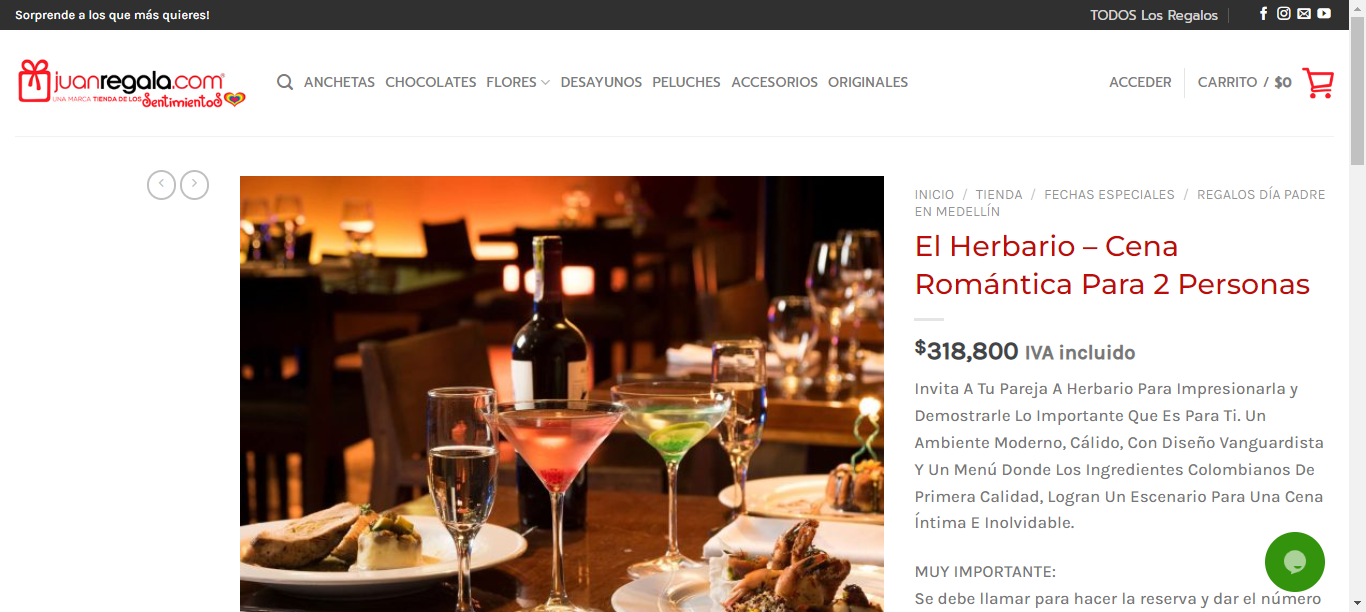 Sorprende a los que más quieres!
TODOS Los Regalos
juanregala.com®
UNA MARCA TIENDA DE LOS Sentimientos
ANCHETAS CHOCOLATES FLORES DESAYUNOS PELUCHES ACCESORIOS ORIGINALES
ACCEDER
CARRITO / $0
INICIO / TIENDA / FECHAS ESPECIALES / REGALOS DÍA PADRE
EN MEDELLÍN
El Herbario – Cena
Romántica Para 2 Personas
$318,800 IVA incluido
Invita A Tu Pareja A Herbario Para Impresionarla y
Demostrarle Lo Importante Que Es Para Ti. Un
Ambiente Moderno, Cálido, Con Diseño Vanguardista
Y Un Menú Donde Los Ingredientes Colombianos De
Primera Calidad, Logran Un Escenario Para Una Cena
Íntima E Inolvidable.
MUY IMPORTANTE:
Se debe llamar para hacer la reserva y dar el número